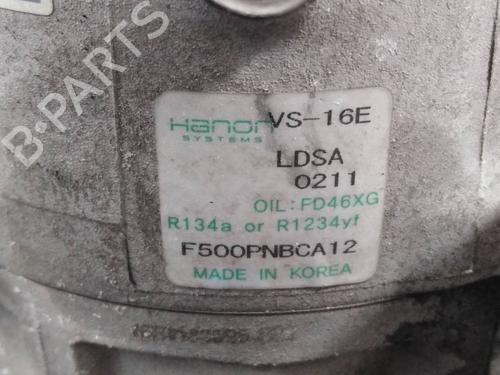 B-PARTS
Hanon VS-16E
SYSTEMS
LDSA
0211
OIL:FD46XG
R134a or R1234yf
F500PNBCA12
MADE IN KOREA